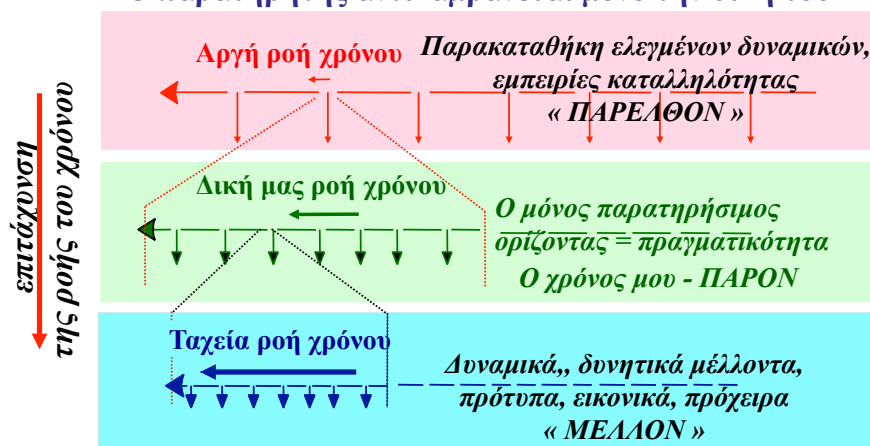 Αργή ροή χρόνου
Παρακαταθήκη ελεγμένων δυναμικών,
εμπειρίες καταλληλότητας
« ΠΑΡΕΛΘΟΝ »
επιτάχυνση
της ροής του χρόνου
Δική μας ροή χρόνου
Ο μόνος παρατηρήσιμος
ορίζοντας = πραγματικότητα
Ο χρόνος μου - ΠΑΡΟΝ
Ταχεία ροή χρόνου
Δυναμικά,, δυνητικά μέλλοντα,
πρότυπα, εικονικά, πρόχειρα
« ΜΕΛΛΟΝ »